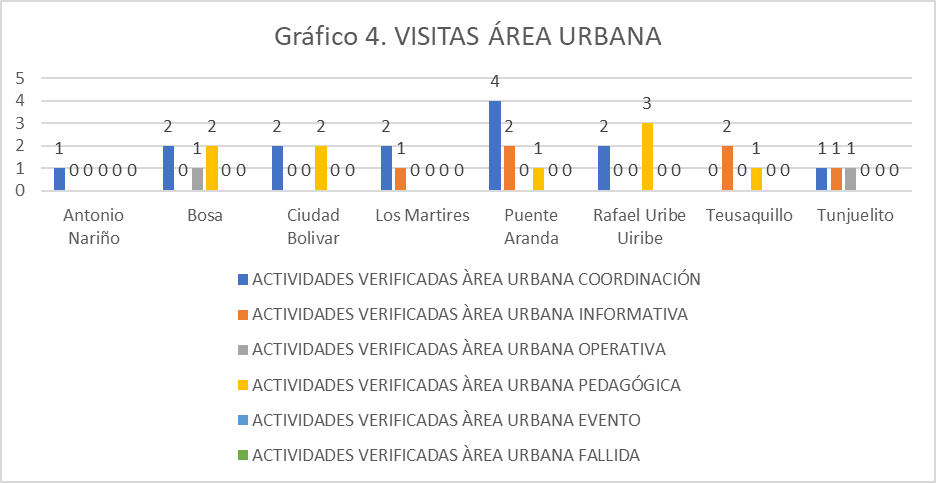 Gráfico 4. VISITAS ÁREA URBANA
5
4
3
2
1
0
1 0 0 0 0 0
2 0 1 2 0 0
2 0 0 2 0 0
2 1 0 0 0 0
4 2 0 1 0 0
2 0 0 3 0 0
0 2 0 1 0 0
1 1 1 0 0 0
Antonio
Nariño
Bosa
Ciudad
Bolivar
Los Martires
Puente
Aranda
Rafael Uribe
Uiribe
Teusaquillo
Tunjuelito
ACTIVIDADES VERIFICADAS ÀREA URBANA COORDINACIÓN
ACTIVIDADES VERIFICADAS ÀREA URBANA INFORMATIVA
ACTIVIDADES VERIFICADAS ÀREA URBANA OPERATIVA
ACTIVIDADES VERIFICADAS ÀREA URBANA PEDAGÓGICA
ACTIVIDADES VERIFICADAS ÀREA URBANA EVENTO
ACTIVIDADES VERIFICADAS ÀREA URBANA FALLIDA